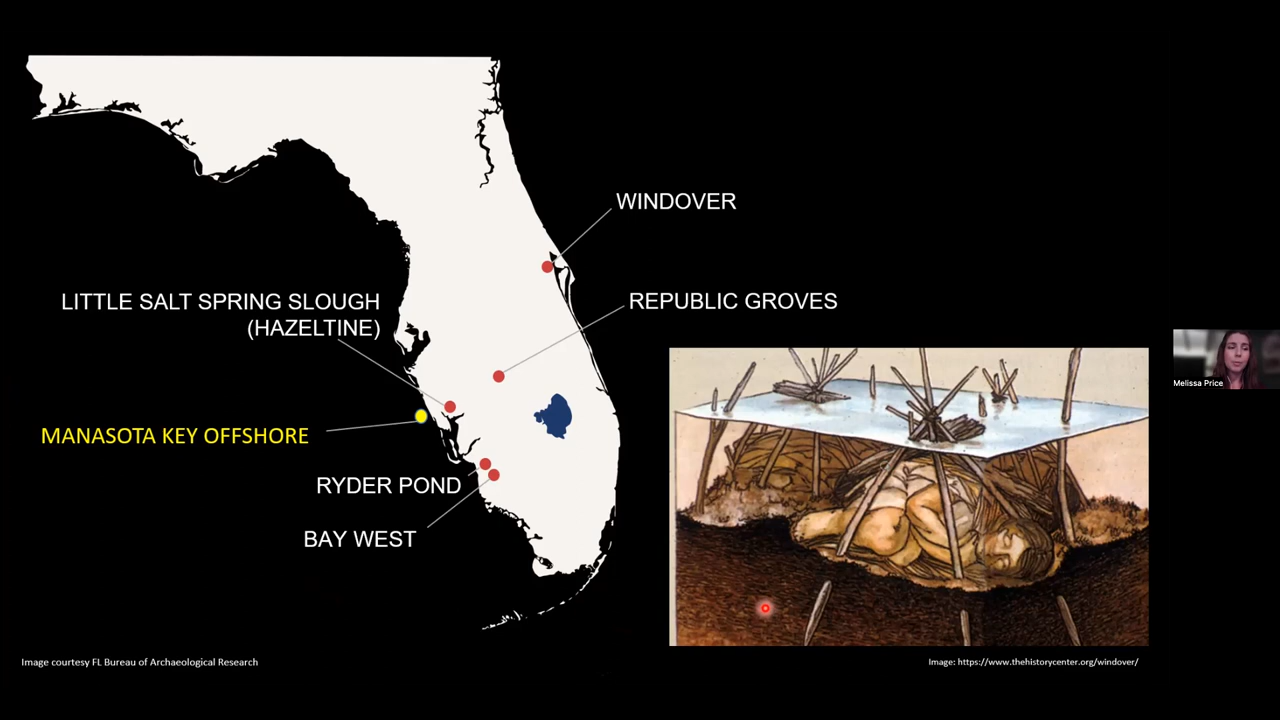 WINDOVER
LITTLE SALT SPRING SLOUGH
(HAZELTINE)
REPUBLIC GROVES
MANASOTA KEY OFFSHORE
RYDER POND
BAY WEST
Melissa Price
Image courtesy FL Bureau of Archaeological Research
Image: https://www.thehistorycenter.org/windover/